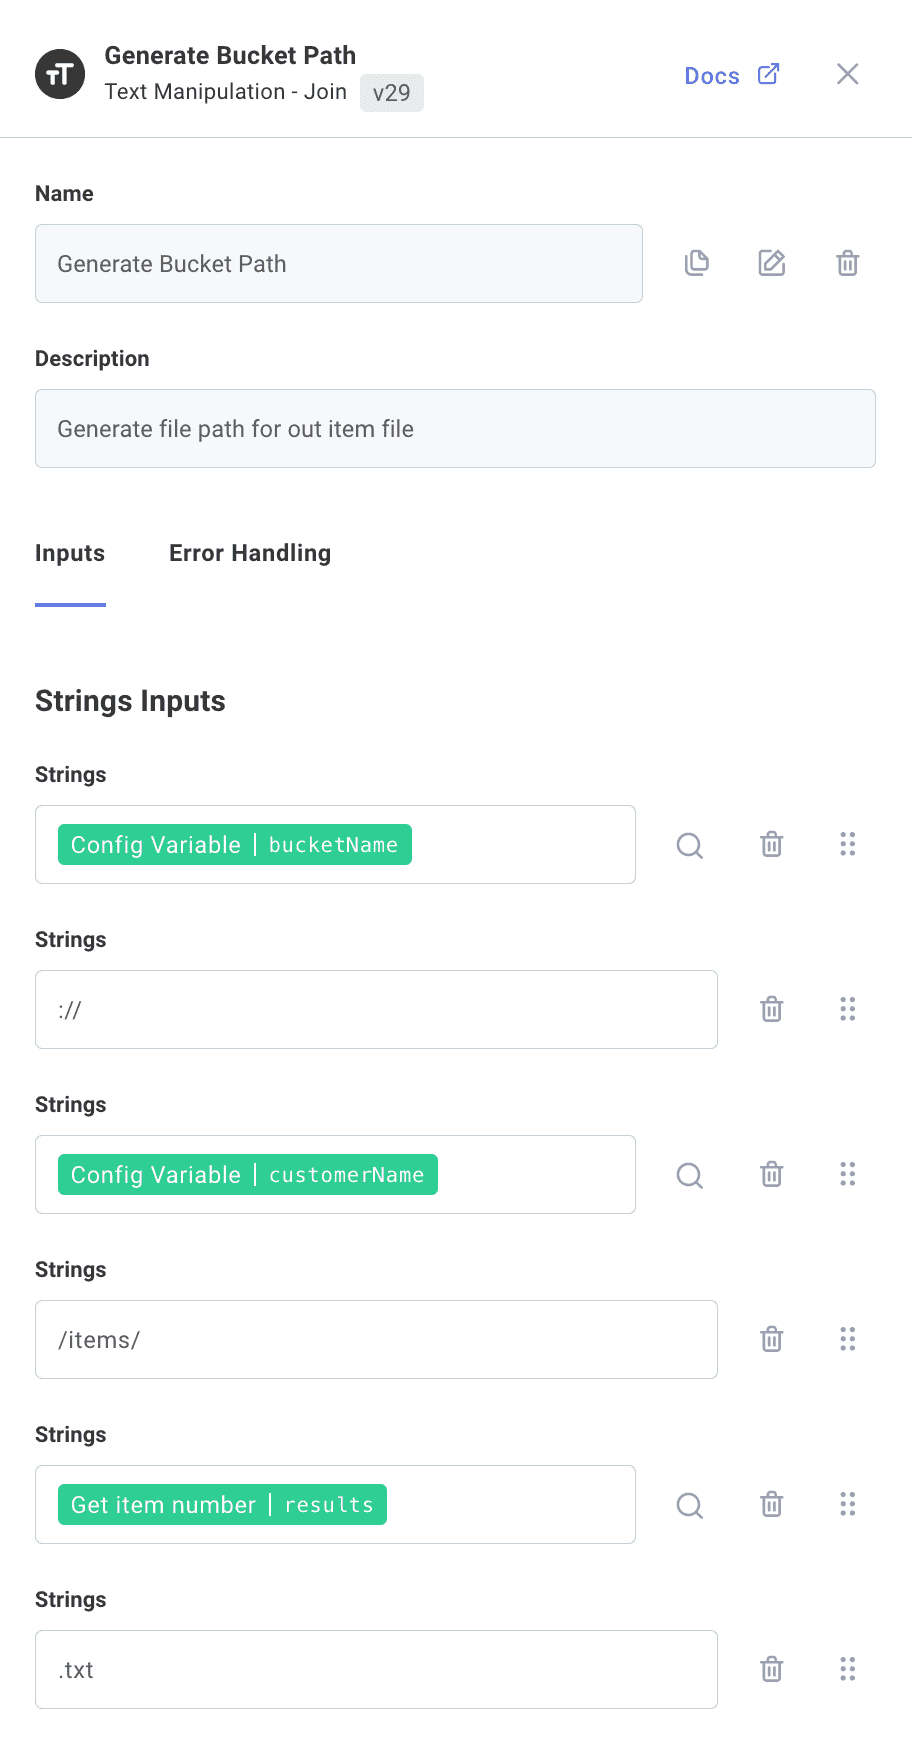 Generate Bucket Path
Text Manipulation - Join v29
Docs
Name
Generate Bucket Path
Description
Generate file path for out item file
Inputs Error Handling
Strings Inputs
Strings
Config Variable | bucketName
Strings
://
Strings
Config Variable | customerName
Strings
/items/
Strings
Get item number | results
Strings
.txt